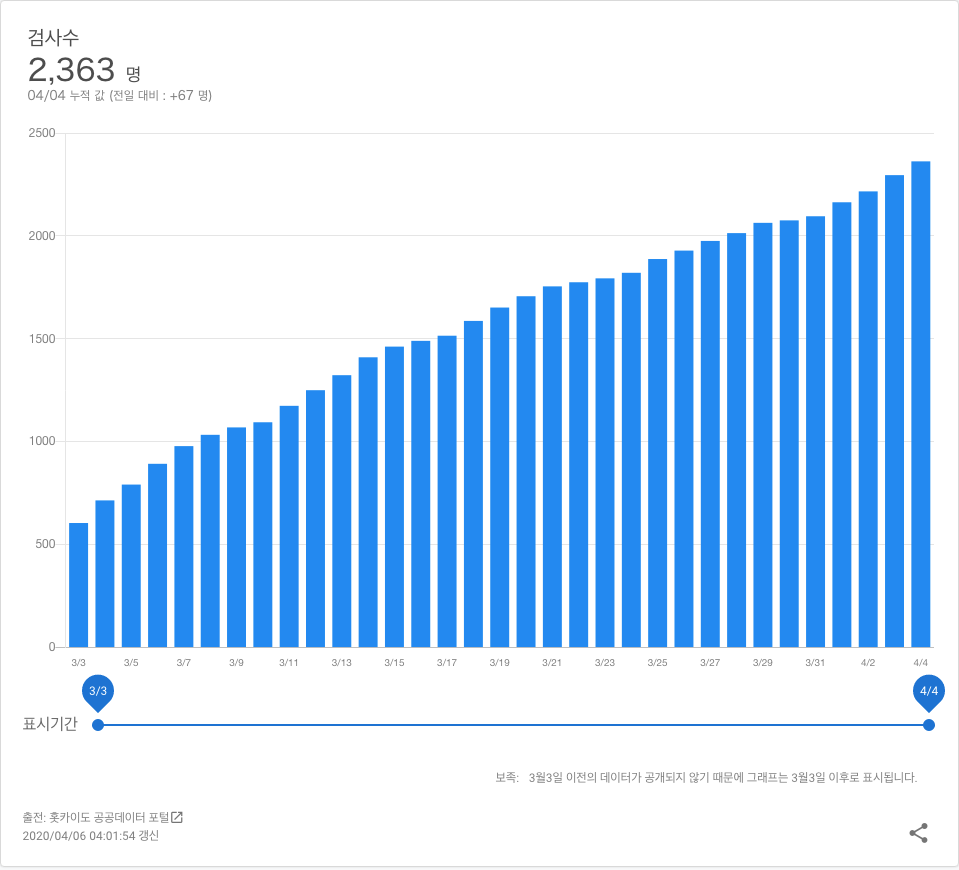 검사수
2,363 명
04/04 누적 값 (전일 대비 : +67 명)
2500
2000
1500
1000
500
0
3/3 3/5 3/7 3/9 3/11 3/13 3/15 3/17 3/19 3/21 3/23 3/25 3/27 3/29 3/31 4/2 4/4
3/3 4/4
표시기간
보족: 3월3일 이전의 데이터가 공개되지 않기 때문에 그래프는 3월3일 이후로 표시됩니다.
출전: 홋카이도 공공데이터 포털
2020/04/06 04:01:54 갱신